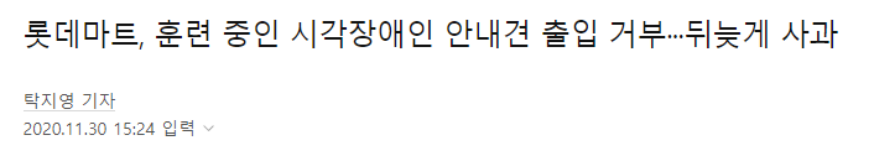 롯데마트, 훈련 중인 시각장애인 안내견 출입 거부…뒤늦게 사과
탁지영 기자
2020.11.30 15:24 입력